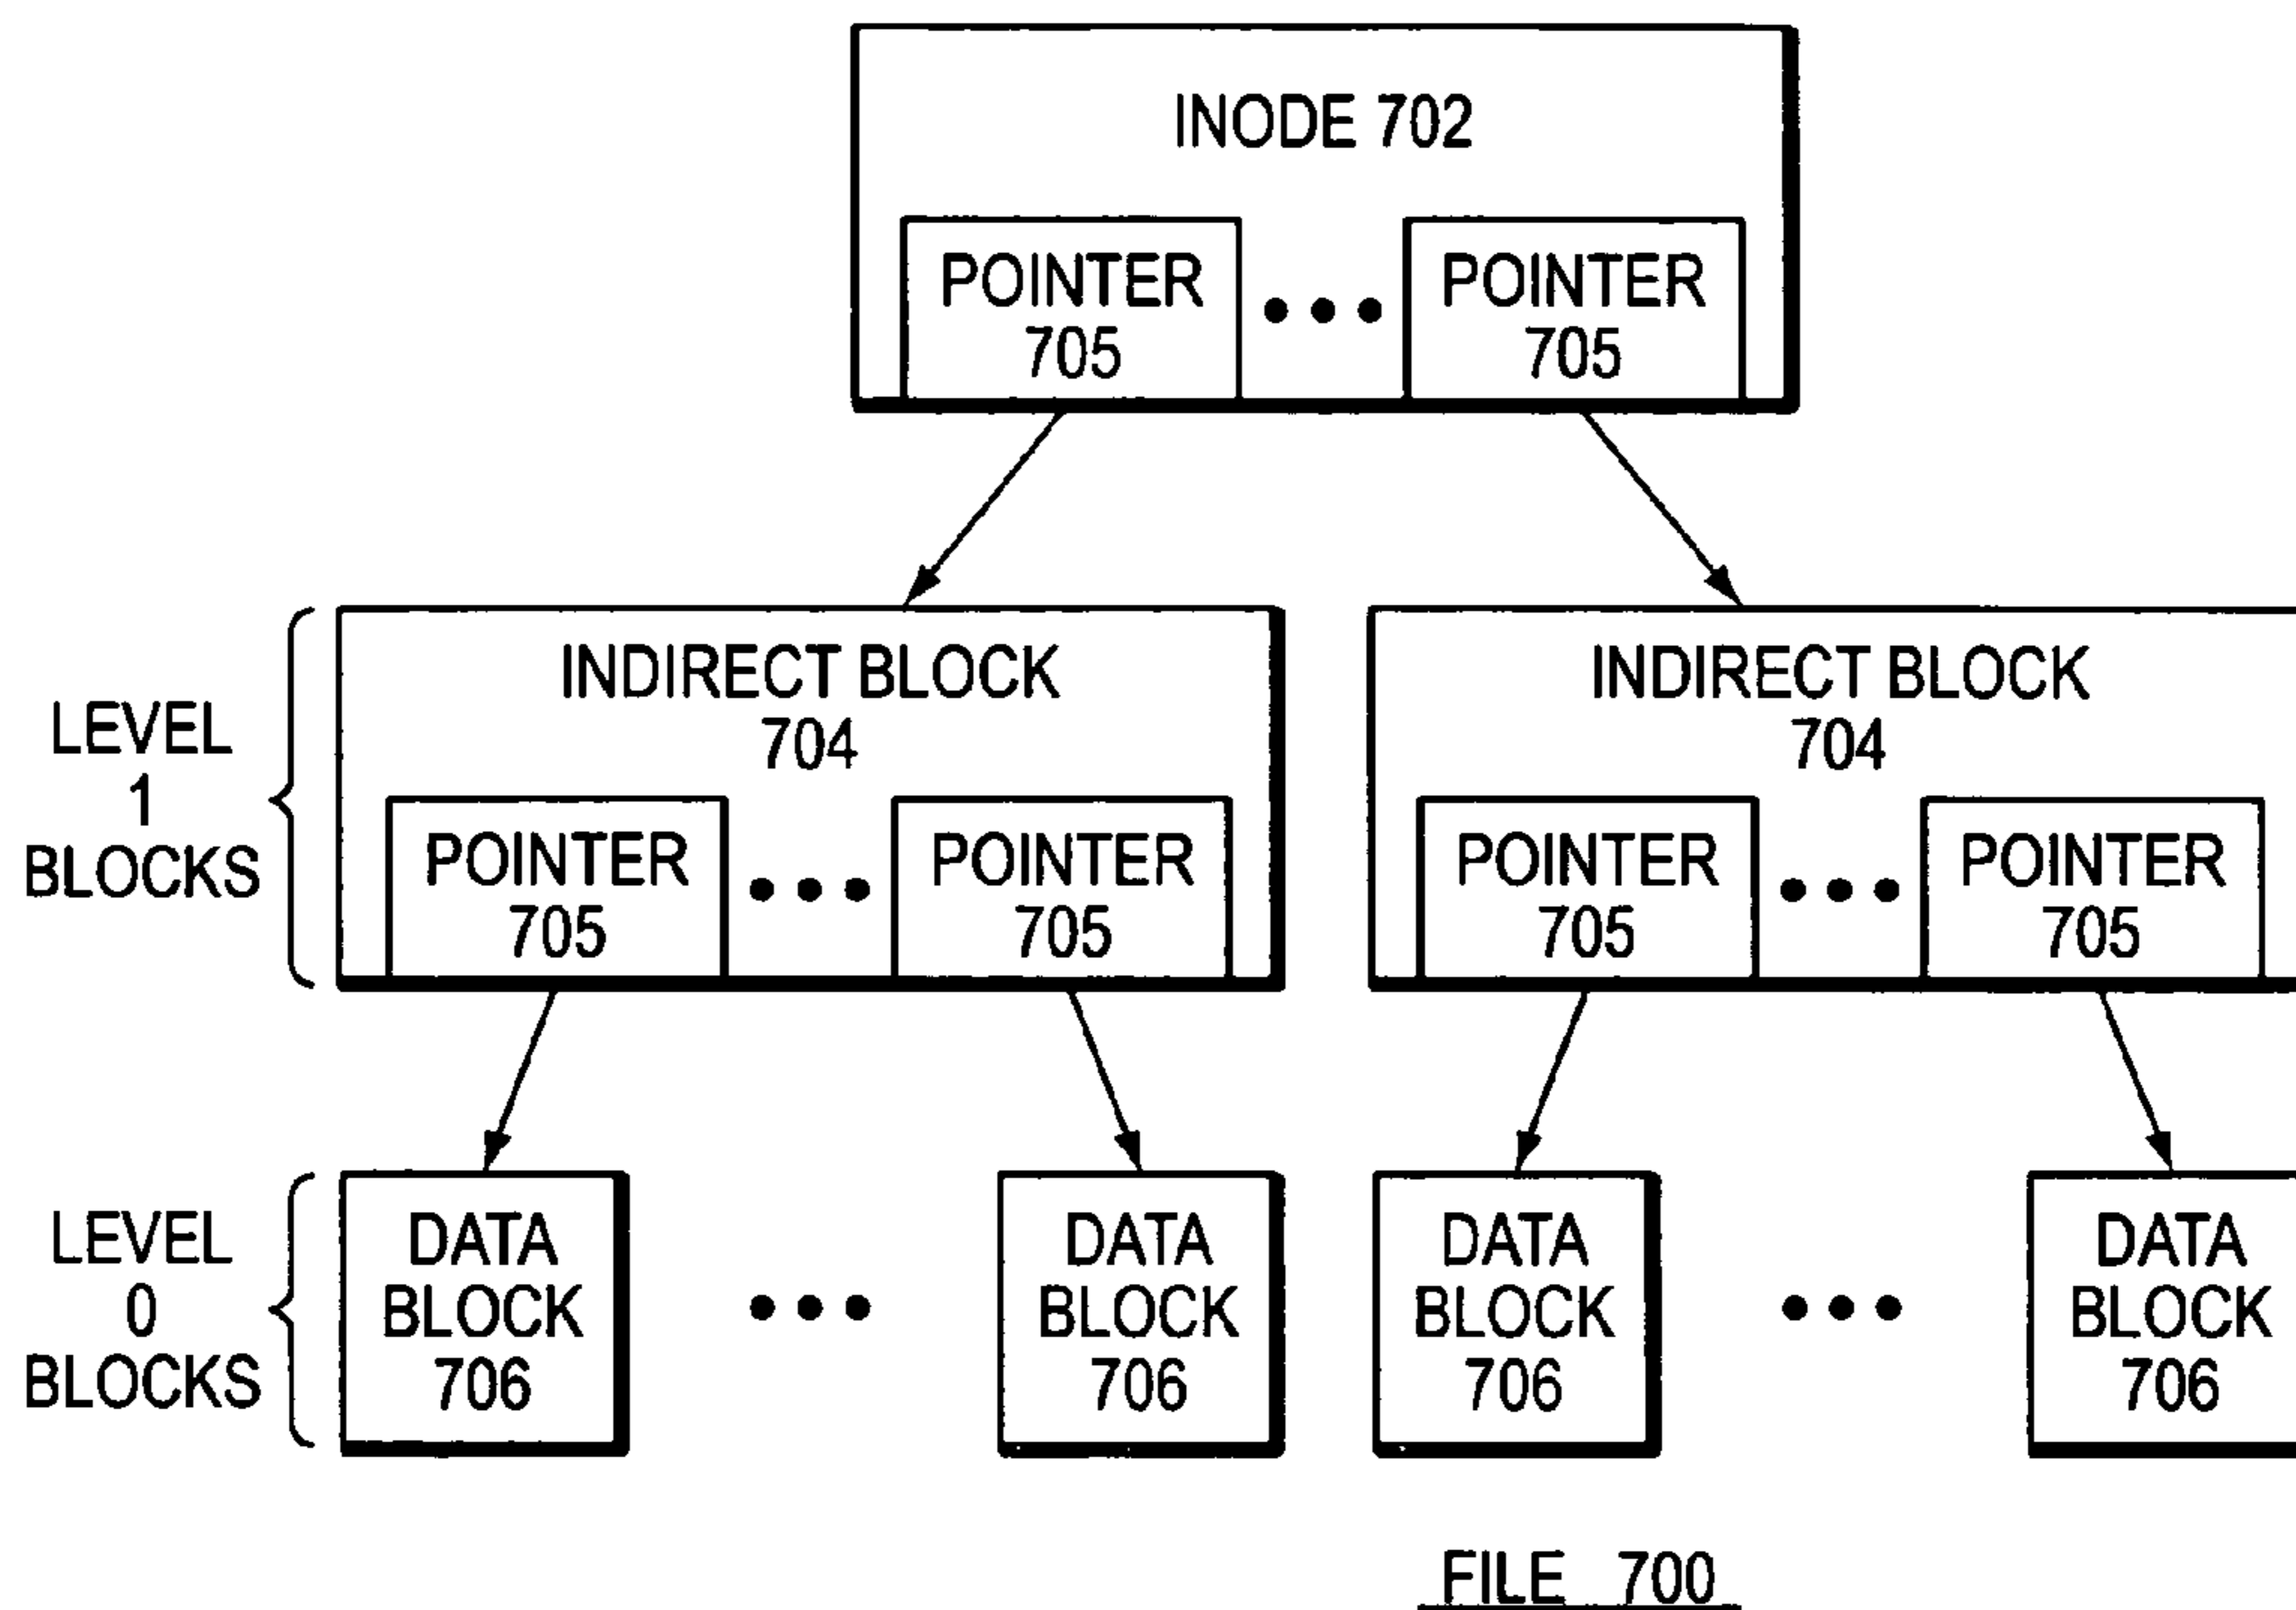 INODE 702
POINTER
705
POINTER
705
LEVEL
1
BLOCKS
INDIRECT BLOCK
704
POINTER
705
POINTER
705
INDIRECT BLOCK
704
POINTER
705
POINTER
705
LEVEL
0
BLOCKS
DATA
BLOCK
706
DATA
BLOCK
706
DATA
BLOCK
706
DATA
BLOCK
706
FILE 700